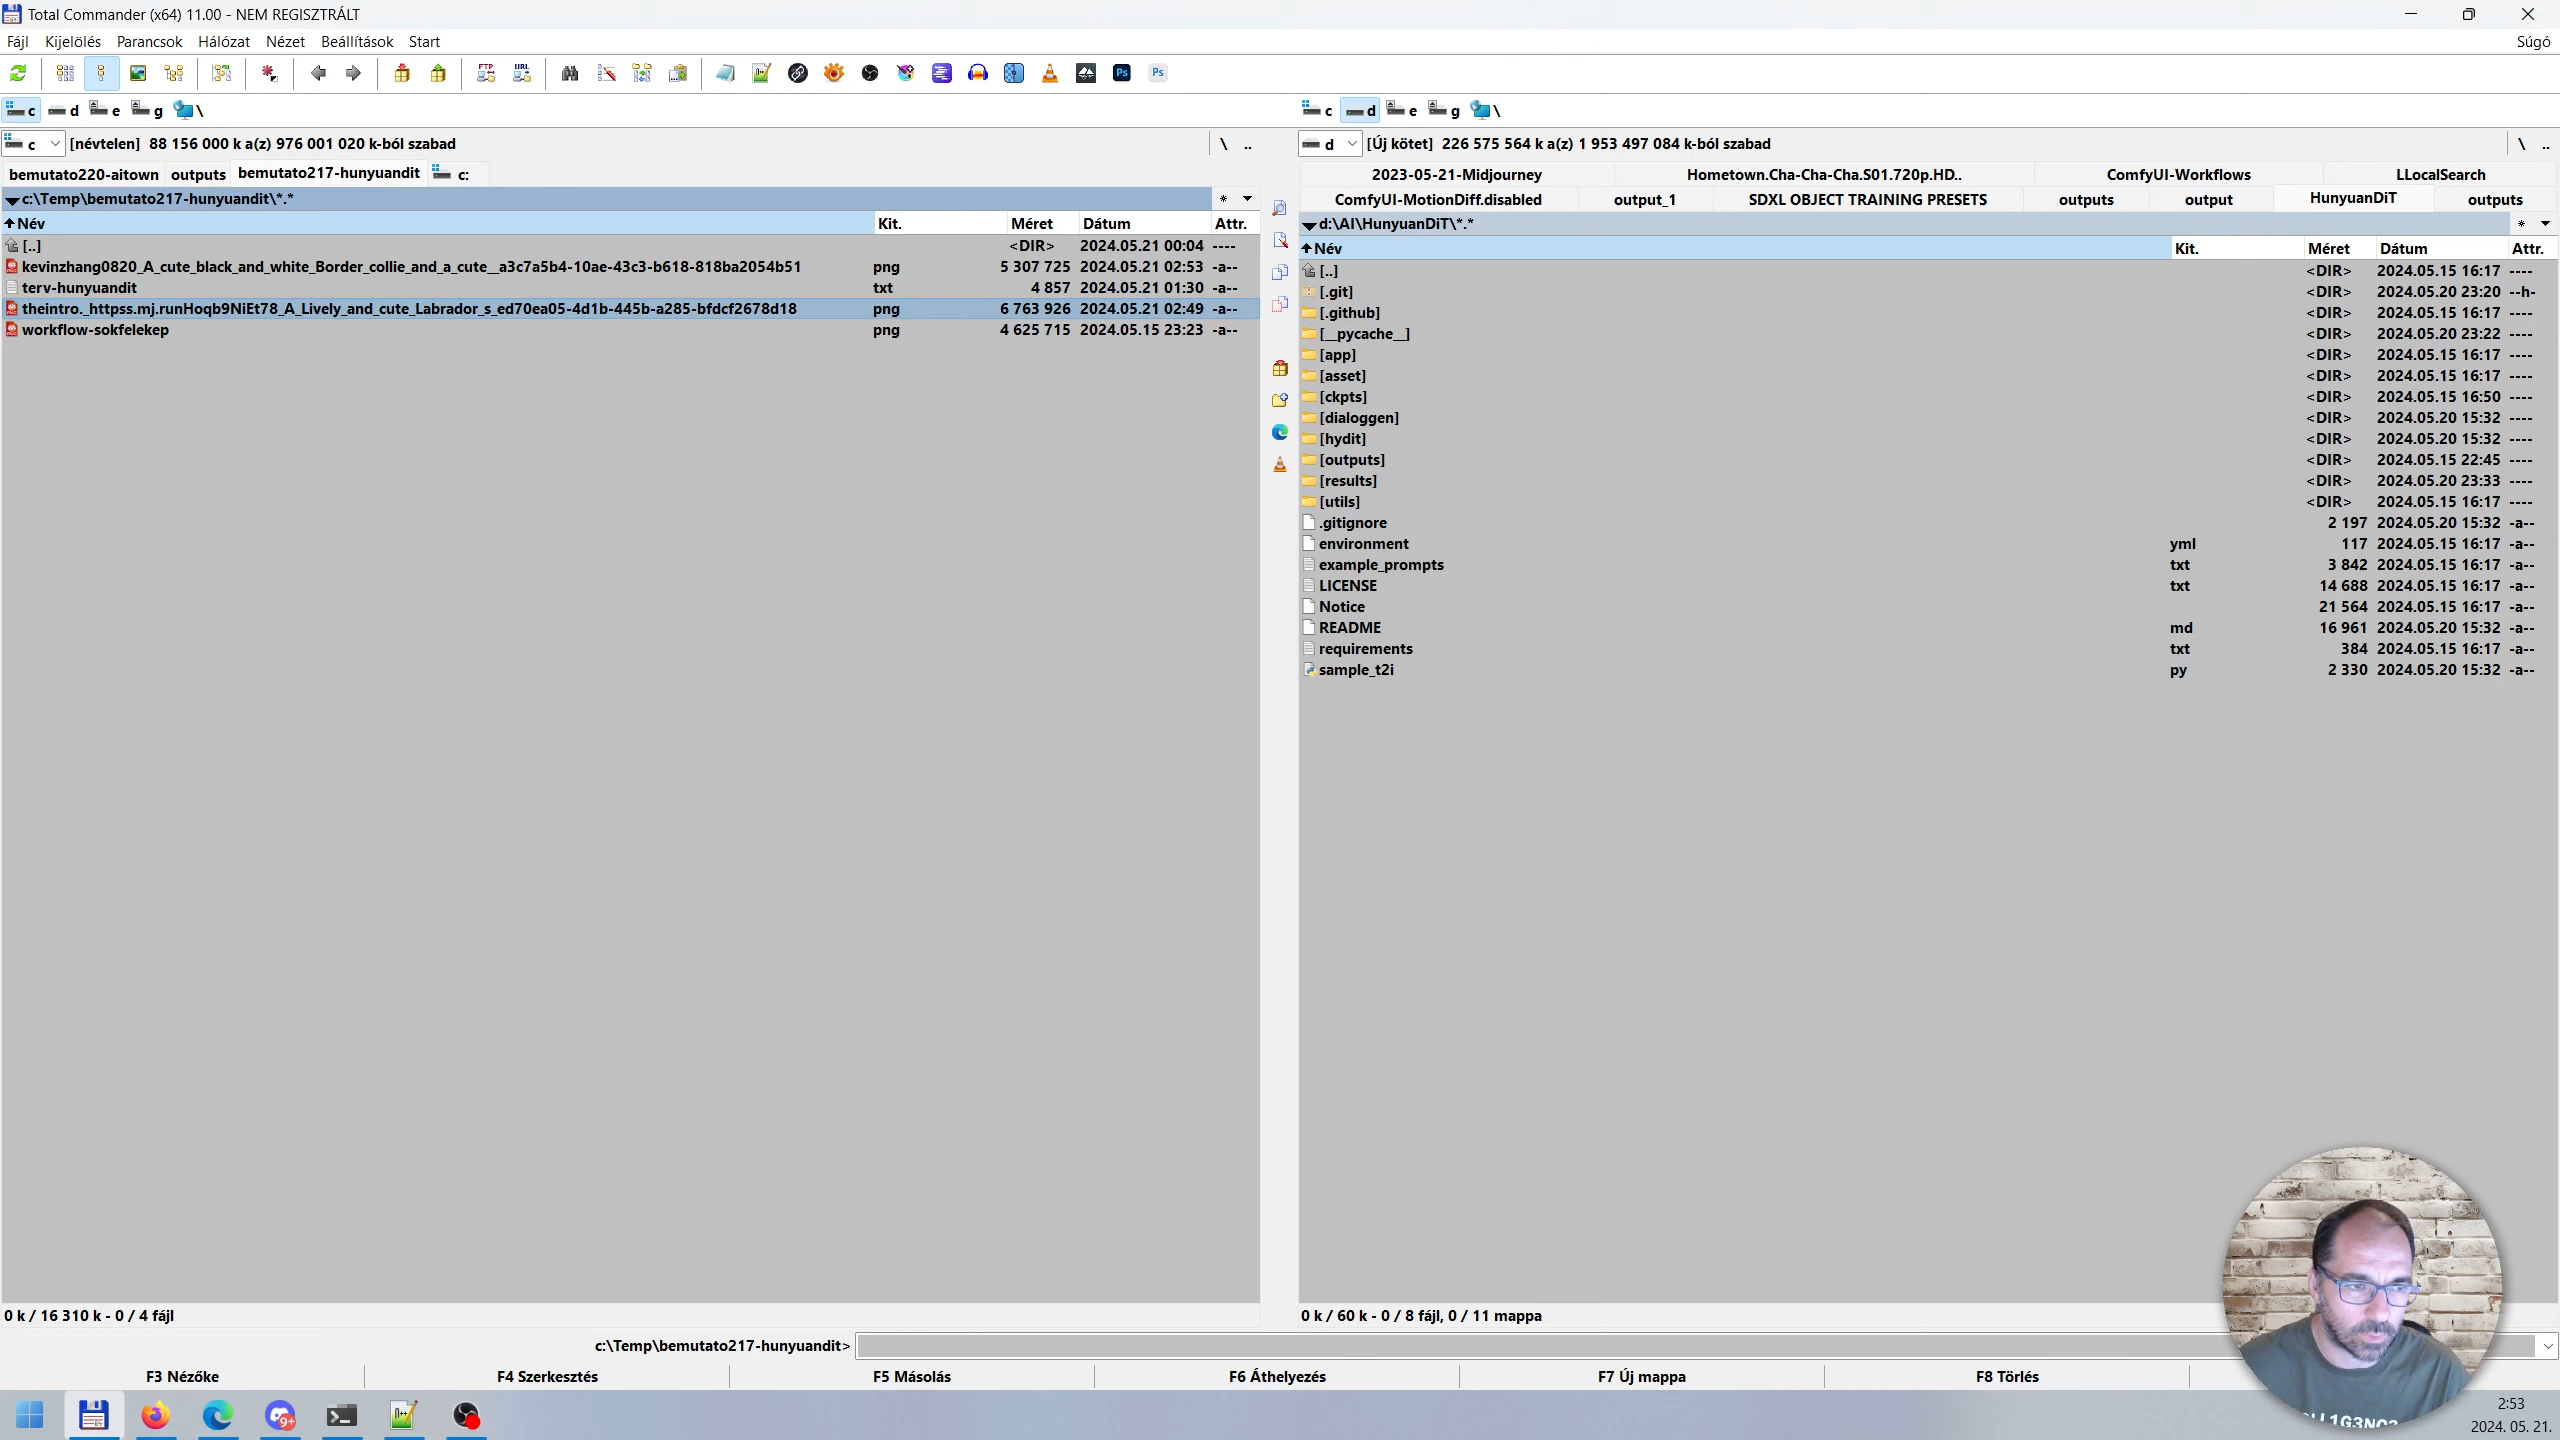 Total Commander (x64) 11.00 - NEM REGISZTRÁLT
Fájl Kijelölés Parancsok Hálózat Nézet Beállítások Start Súgó
FTP URL Ps Ps
c d e g \
c d e g \
c [névtelen] 88 156 000 k a(z) 976 001 020 k-ból szabad \ ..
d [Új kötet] 226 575 564 k a(z) 1 953 497 084 k-ból szabad \ ..
bemutato220-aitown outputs bemutato217-hunyuandit c:
2023-05-21-Midjourney Hometown.Cha-Cha-Cha.S01.720p.HD.. ComfyUI-Workflows LLocalSearch
ComfyUI-MotionDiff.disabled output_1 SDXL OBJECT TRAINING PRESETS outputs output HunyuanDiT outputs
c:\Temp\bemutato217-hunyuandit\*.* *
Név Kit. Méret Dátum Attr.
[..] <DIR> 2024.05.21 00:04 ----
kevinzhang0820_A_cute_black_and_white_Border_collie_and_a_cute__a3c7a5b4-10ae-43c3-b618-818ba2054b51 png 5 307 725 2024.05.21 02:53 -a--
terv-hunyuandit txt 4 857 2024.05.21 01:30 -a--
theintro._httpss.mj.runHoqb9NiEt78_A_Lively_and_cute_Labrador_s_ed70ea05-4d1b-445b-a285-bfdcf2678d18 png 6 763 926 2024.05.21 02:49 -a--
workflow-sokfelekep png 4 625 715 2024.05.15 23:23 -a--
d:\AI\HunyuanDiT\*.* *
Név Kit. Méret Dátum Attr.
[..] <DIR> 2024.05.15 16:17 ----
[.git] <DIR> 2024.05.20 23:20 --h-
[.github] <DIR> 2024.05.15 16:17 ----
[__pycache__] <DIR> 2024.05.20 23:22 ----
[app] <DIR> 2024.05.15 16:17 ----
[asset] <DIR> 2024.05.15 16:17 ----
[ckpts] <DIR> 2024.05.15 16:50 ----
[dialoggen] <DIR> 2024.05.20 15:32 ----
[hydit] <DIR> 2024.05.20 15:32 ----
[outputs] <DIR> 2024.05.15 22:45 ----
[results] <DIR> 2024.05.20 23:33 ----
[utils] <DIR> 2024.05.15 16:17 ----
.gitignore 2 197 2024.05.20 15:32 -a--
environment yml 117 2024.05.15 16:17 -a--
example_prompts txt 3 842 2024.05.15 16:17 -a--
LICENSE txt 14 688 2024.05.15 16:17 -a--
Notice 21 564 2024.05.15 16:17 -a--
README md 16 961 2024.05.20 15:32 -a--
requirements txt 384 2024.05.15 16:17 -a--
sample_t2i py 2 330 2024.05.20 15:32 -a--
0 k / 16 310 k - 0 / 4 fájl
0 k / 60 k - 0 / 8 fájl, 0 / 11 mappa
c:\Temp\bemutato217-hunyuandit>
F3 Nézőke F4 Szerkesztés F5 Másolás F6 Áthelyezés F7 Új mappa F8 Törlés
9+
2:53
2024. 05. 21.